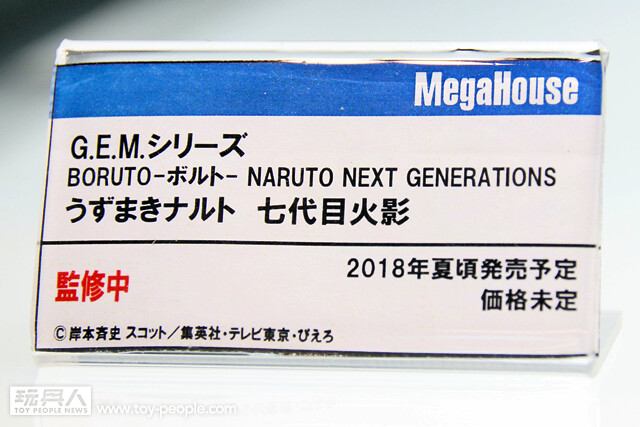 MegaHouse
G.E.M.シリーズ
BORUTO-ボルト- NARUTO NEXT GENERATIONS
うずまきナルト 七代目火影
監修中
2018年夏頃発売予定
価格未定
©岸本斉史 スコット/集英社・テレビ東京・ぴえろ
玩具人
TOY PEOPLE NEWS
www.toy-people.com